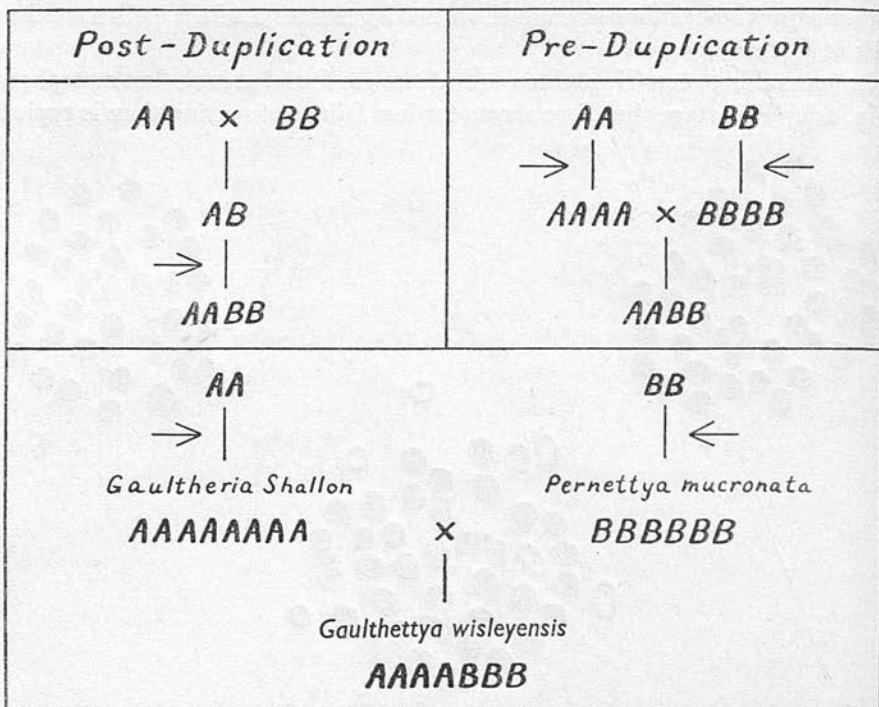 Post-Duplication
Pre-Duplication
AA × BB
AB
AABB
AA BB
AAAA × BBBB
AABB
AA
BB
Gaultheria Shallon
Pernettya mucronata
AAAAAAAA × BBBBBB
Gaulthettya wisleyensis
AAAABBB